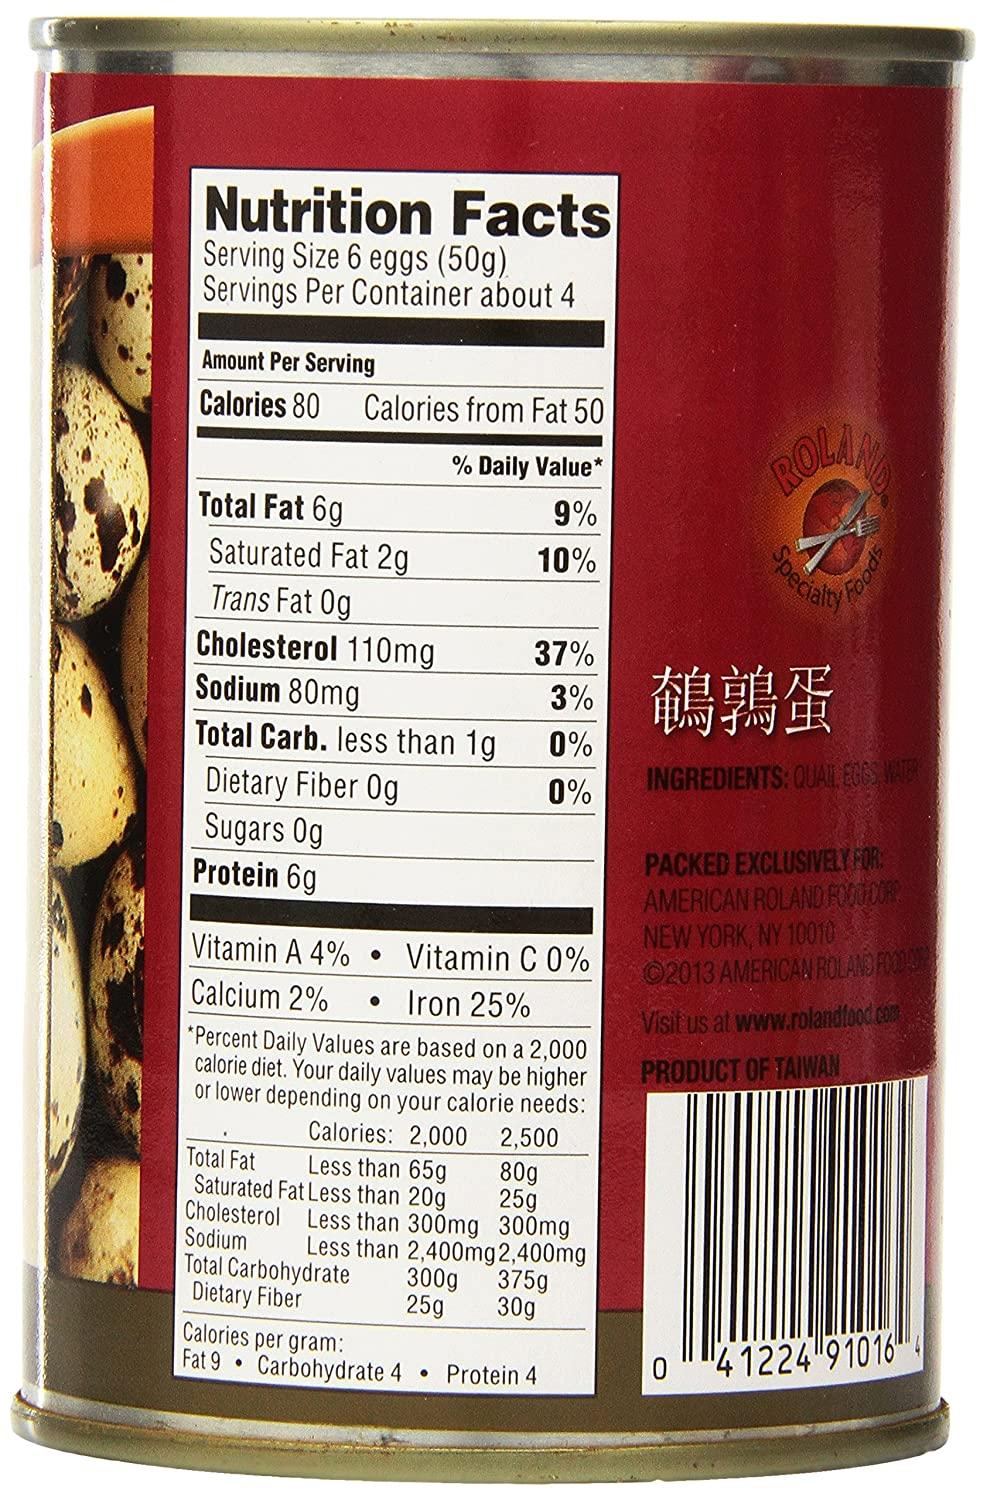 Nutrition Facts
Serving Size 6 eggs (50g)
Servings Per Container about 4
Amount Per Serving
Calories 80 Calories from Fat 50
% Daily Value*
Total Fat 6g 9%
Saturated Fat 2g 10%
Trans Fat 0g
Cholesterol 110mg 37%
Sodium 80mg 3%
Total Carb. less than 1g 0%
Dietary Fiber 0g 0%
Sugars 0g
Protein 6g
Vitamin A 4% • Vitamin C 0%
Calcium 2% • Iron 25%
*Percent Daily Values are based on a 2,000
calorie diet. Your daily values may be higher
or lower depending on your calorie needs:
Calories: 2,000 2,500
Total Fat Less than 65g 80g
Saturated Fat Less than 20g 25g
Cholesterol Less than 300mg 300mg
Sodium Less than 2,400mg 2,400mg
Total Carbohydrate 300g 375g
Dietary Fiber 25g 30g
Calories per gram:
Fat 9 • Carbohydrate 4 • Protein 4
ROLAND®
Specialty Foods
鵪鶉蛋
INGREDIENTS: QUAIL EGGS, WATER
PACKED EXCLUSIVELY FOR:
AMERICAN ROLAND FOOD CORP.
NEW YORK, NY 10010
©2013 AMERICAN ROLAND FOOD CORP.
Visit us at www.rolandfood.com
PRODUCT OF TAIWAN
0 41224 91016 4